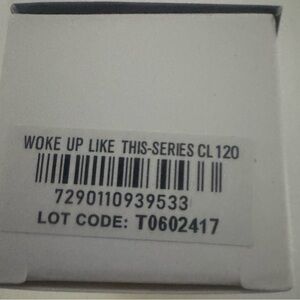 WOKE UP LIKE THIS-SERIES CL120
7290110939533
LOT CODE: T0602417